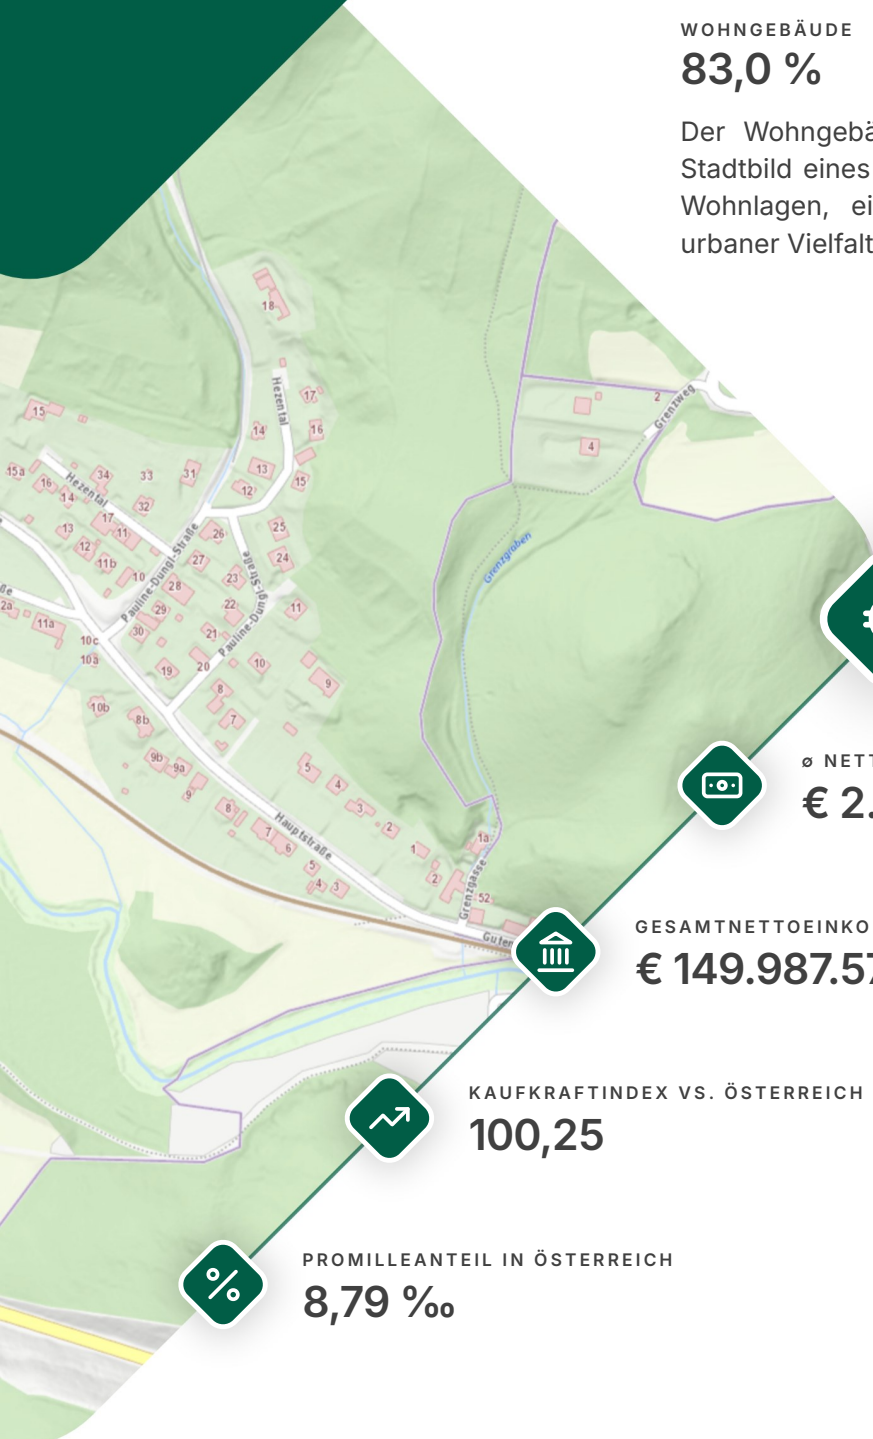 WOHNGEBÄUDE
83,0 %
Der Wohngebä
Stadtbild eines
Wohnlagen, ei
urbaner Vielfalt
18
Hezental
17
16
14
13
12
15
15
15a
16
Hezental
14
34
33
31
32
17
11
13
12
11b
10
Pauline-Dungl-Straße
26
25
24
27
23
28
22
29
30
21
20
19
Pauline-Dungl-Straße
11
10
9
8
7
ße
2a
11a
10c
10a
10b
8b
9b
9a
9
8
7
6
5
4
3
Hauptstraße
5
4
3
2
1
2
1a
52
Grenzgasse
Guten
2
4
Grenzweg
Grenzgraben
ø NETT
€ 2.
GESAMTNETTOEINKO
€ 149.987.57
KAUFKRAFTINDEX VS. ÖSTERREICH
100,25
PROMILLEANTEIL IN ÖSTERREICH
8,79 ‰